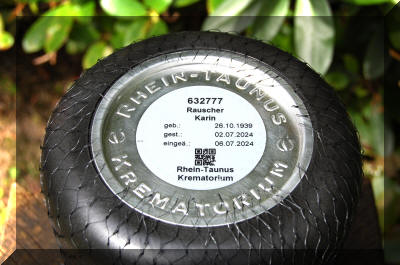 RHEIN-TAUNUS
KREMATORIUM
632777
Rauscher
Karin
geb.: 26.10.1939
gest.: 02.07.2024
eingeä.: 06.07.2024
Rhein-Taunus
Krematorium